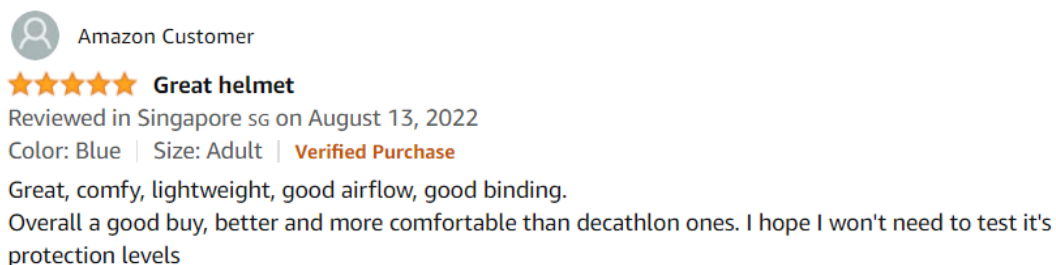 Amazon Customer
Great helmet
Reviewed in Singapore SG on August 13, 2022
Color: Blue | Size: Adult | Verified Purchase
Great, comfy, lightweight, good airflow, good binding.
Overall a good buy, better and more comfortable than decathlon ones. I hope I won't need to test it's
protection levels